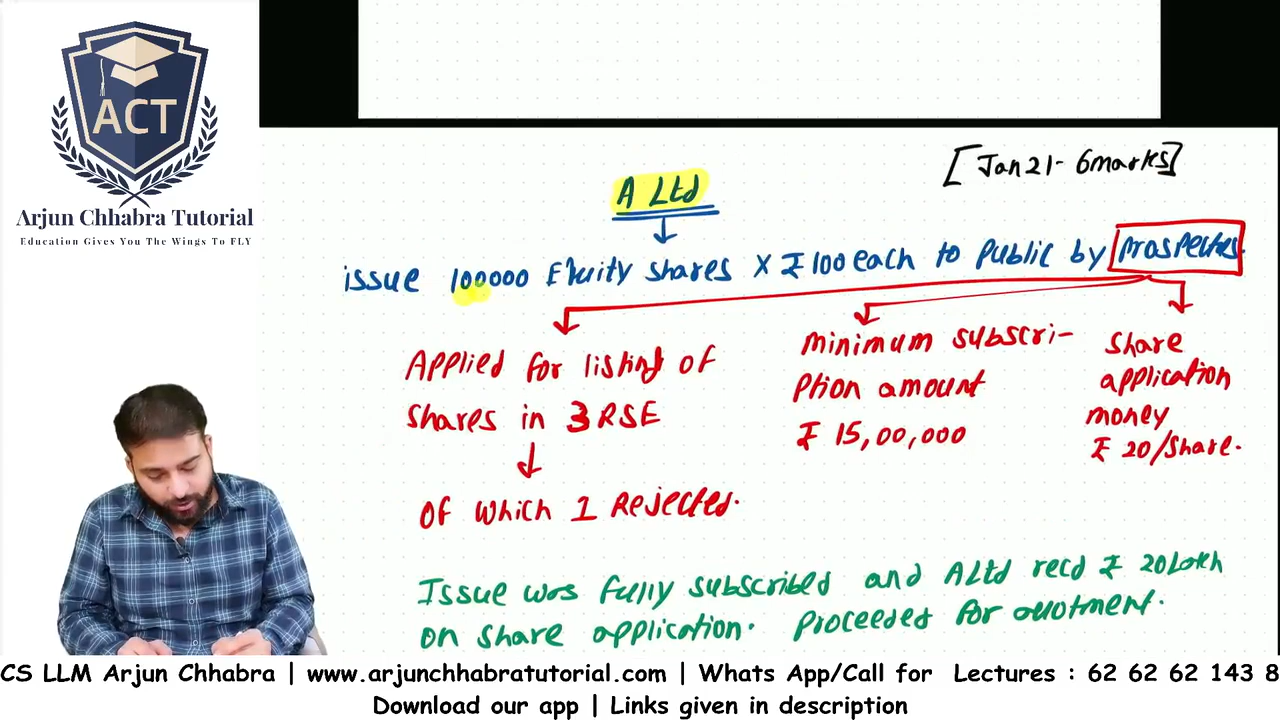 ACT
Arjun Chhabra Tutorial
Education Gives You The Wings To FLY
[Jan 21 - 6 marks]
A Ltd
issue 100000 Equity shares X ₹ 100 each to Public by Prospectus.
Applied for listing of
shares in 3 RSE
of which 1 Rejected.
Minimum subscri-
ption amount
₹ 15,00,000
Share
application
money
₹ 20/share.
Issue was fully subscribed and A Ltd recd ₹ 20 Lakh
on share application. Proceeded for allotment.
CS LLM Arjun Chhabra | www.arjunchhabratutorial.com | Whats App/Call for Lectures : 62 62 62 143 8
Download our app | Links given in description